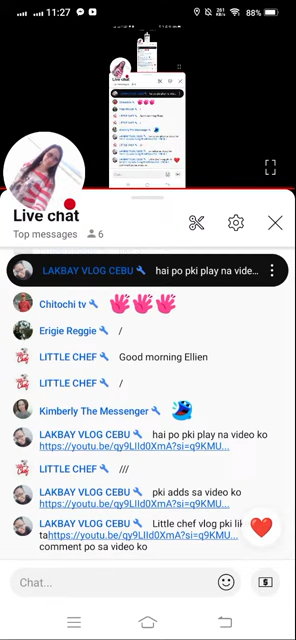 11:27
261
KB/s
88%
Live chat
Top messages 6
LAKBAY VLOG CEBU hai po pki play na vide...
Chitochi tv
Erigie Reggie /
LITTLE CHEF Good morning Ellien
LITTLE CHEF /
Kimberly The Messenger
LAKBAY VLOG CEBU hai po pki play na video ko
https://youtu.be/qy9LIId0XmA?si=q9KMU...
LITTLE CHEF ///
LAKBAY VLOG CEBU pki adds sa video ko
https://youtu.be/qy9LIId0XmA?si=q9KMU...
LAKBAY VLOG CEBU Little chef vlog pki lik
tahttps://youtu.be/qy9LIId0XmA?si=q9KMU...
comment po sa video ko
Chat...